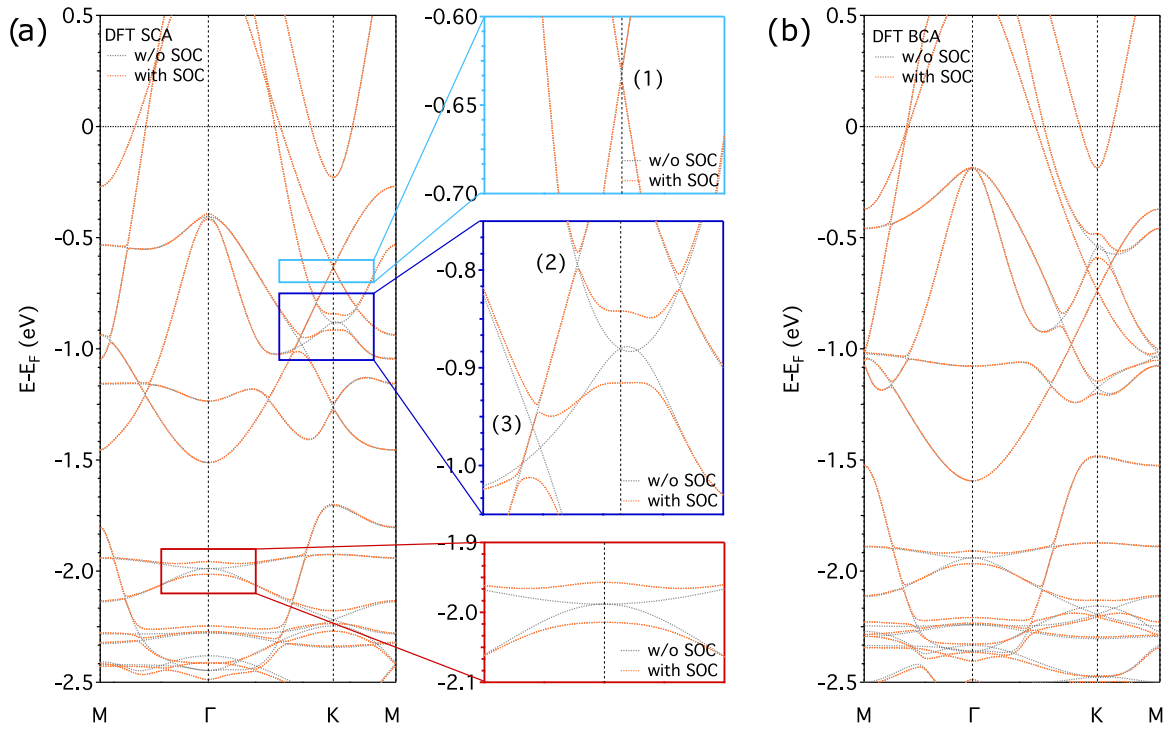 (a)
DFT SCA
w/o SOC
with SOC
E-E_F (eV)
0.5
0
-0.5
-1.0
-1.5
-2.0
-2.5
M Γ K M
-0.60
-0.65
-0.70
(1)
w/o SOC
with SOC
-0.8
-0.9
-1.0
(2)
(3)
w/o SOC
with SOC
-1.9
-2.0
-2.1
w/o SOC
with SOC
(b)
DFT BCA
w/o SOC
with SOC
E-E_F (eV)
0.5
0
-0.5
-1.0
-1.5
-2.0
-2.5
M Γ K M